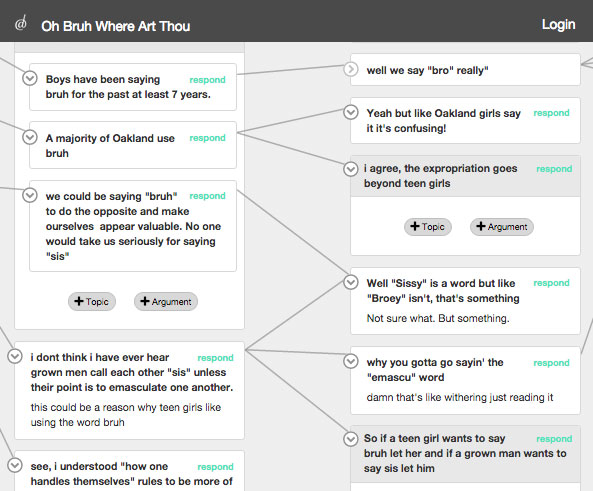 Oh Bruh Where Art Thou
Login
Boys have been saying
bruh for the past at least 7 years.
respond
A majority of Oakland use
bruh
respond
we could be saying "bruh"
to do the opposite and make
ourselves appear valuable. No one
would take us seriously for saying
"sis"
respond
+ Topic
+ Argument
i dont think i have ever hear
grown men call each other "sis" unless
their point is to emasculate one another.
respond
this could be a reason why teen girls like
using the word bruh
see, i understood "how one
handles themselves" rules to be more of
respond
well we say "bro" really"
Yeah but like Oakland girls say
it it's confusing!
respond
i agree, the expropriation goes
beyond teen girls
respond
+ Topic
+ Argument
Well "Sissy" is a word but like
"Broey" isn't, that's something
respond
Not sure what. But something.
why you gotta go sayin' the
"emascu" word
respond
damn that's like withering just reading it
So if a teen girl wants to say
bruh let her and if a grown man wants to
say sis let him
respond